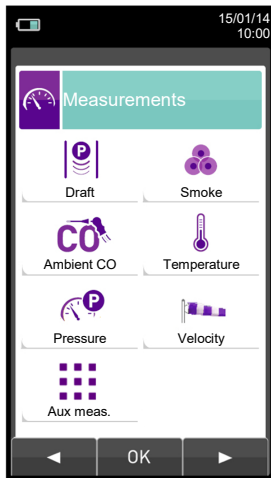 15/01/14
10:00
Measurements
P
Draft
Smoke
CO
Ambient CO
Temperature
P
Pressure
Velocity
Aux meas.
OK